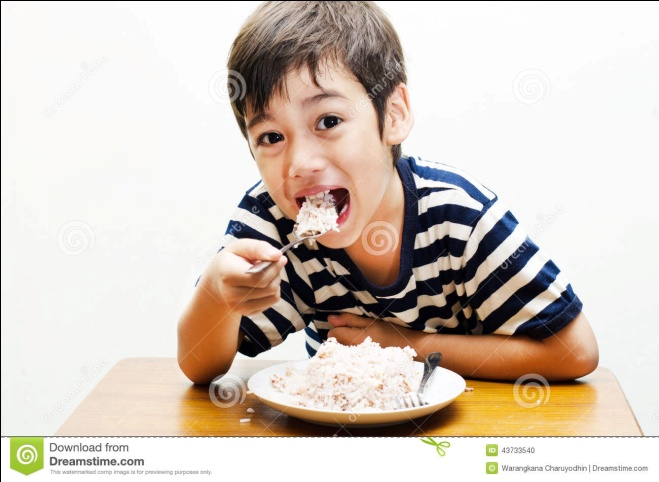 Download from
Dreamstime.com
This watermarked comp image is for previewing purposes only.
43733540
Warangkana Charuyodhin | Dreamstime.com